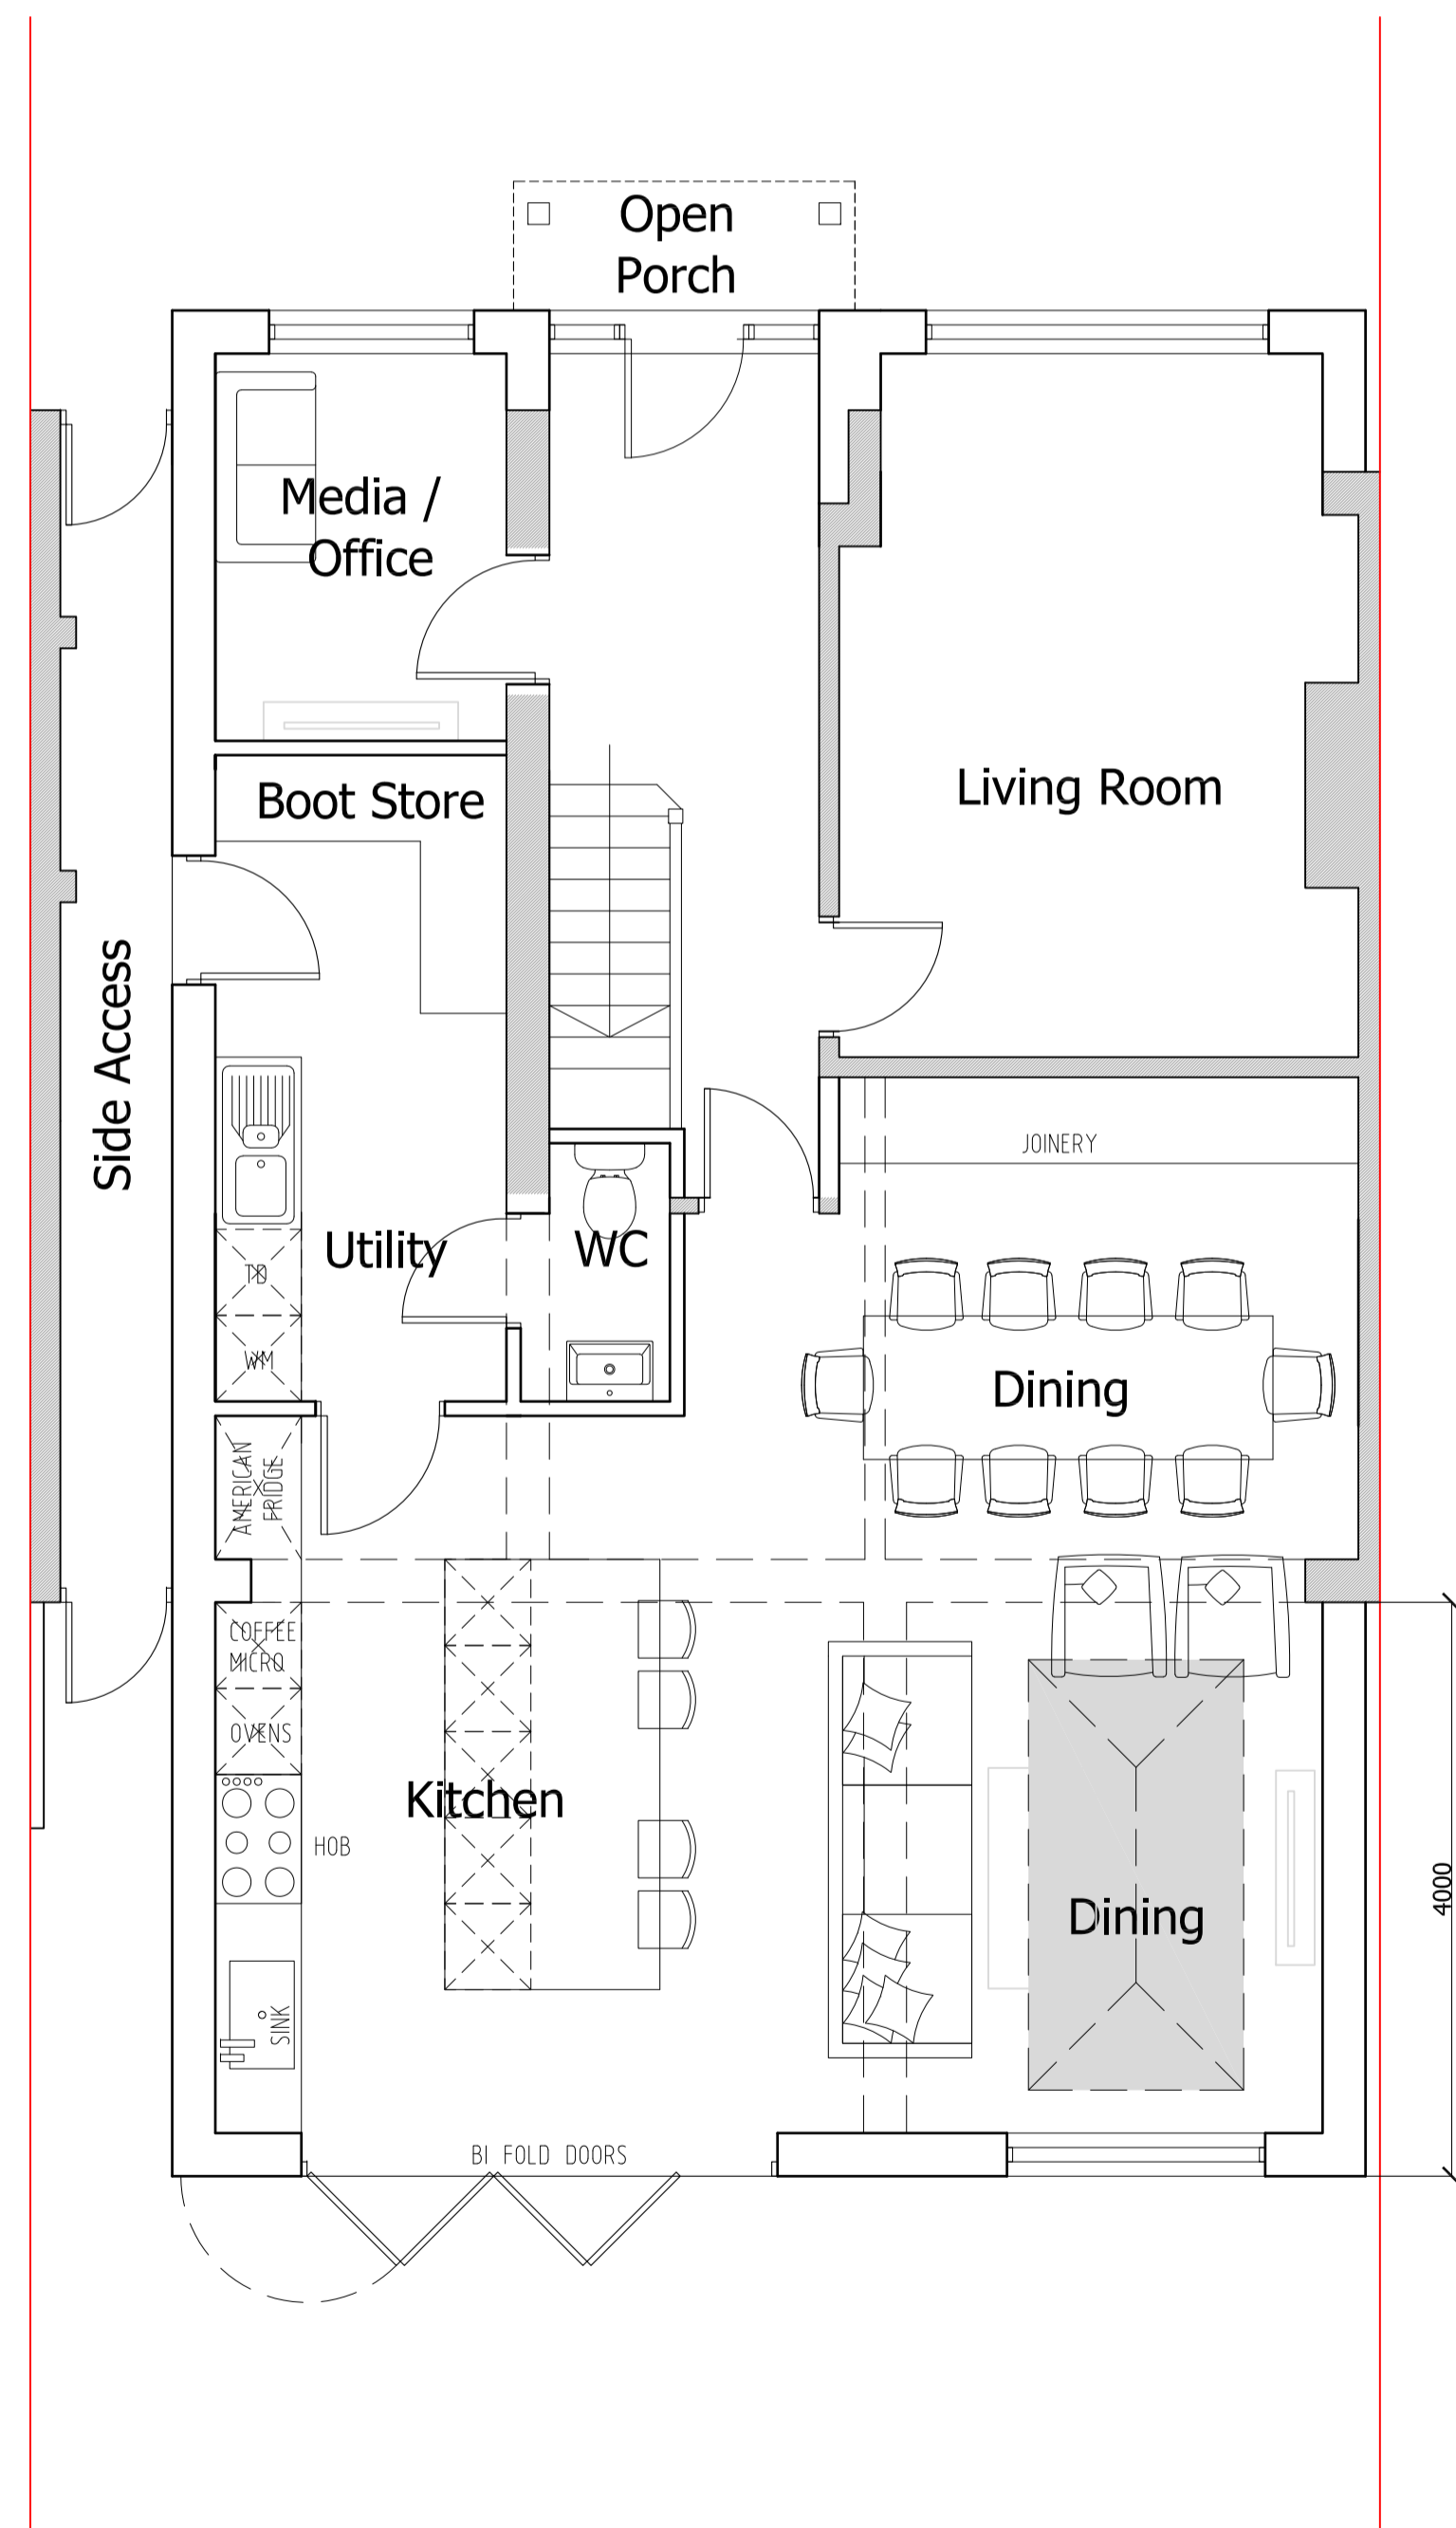 Open
Porch
Media /
Office
Boot Store
Living Room
Side Access
JOINERY
Utility
WC
TD
WM
Dining
AMERICAN
FRIDGE
COFFEE
MICRO
OVENS
Kitchen
HOB
Dining
4000
SINK
BI FOLD DOORS